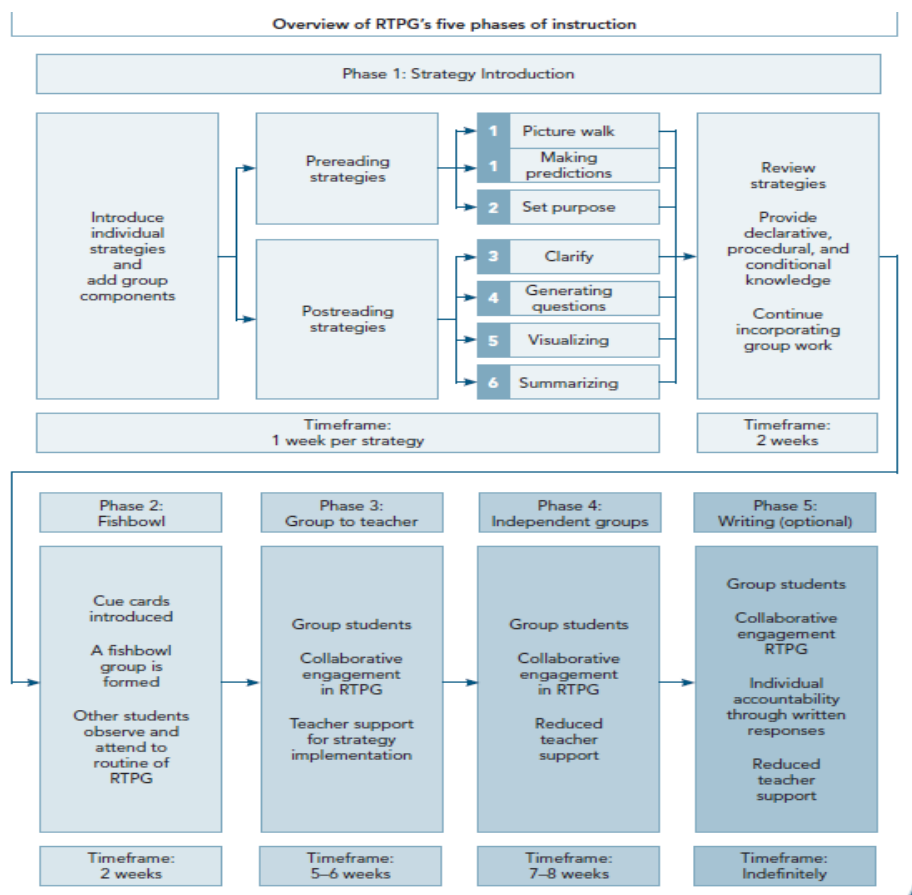 Overview of RTPG's five phases of instruction
Phase 1: Strategy Introduction
Introduce
individual
strategies
and
add group
components
Prereading
strategies
Postreading
strategies
1 Picture walk
1 Making
predictions
2 Set purpose
3 Clarify
4 Generating
questions
5 Visualizing
6 Summarizing
Review
strategies
Provide
declarative,
procedural, and
conditional
knowledge
Continue
incorporating
group work
Timeframe:
1 week per strategy
Timeframe:
2 weeks
Phase 2:
Fishbowl
Cue cards
introduced
A fishbowl
group is
formed
Other students
observe and
attend to
routine of
RTPG
Timeframe:
2 weeks
Phase 3:
Group to teacher
Group students
Collaborative
engagement
in RTPG
Teacher support
for strategy
implementation
Timeframe:
5–6 weeks
Phase 4:
Independent groups
Group students
Collaborative
engagement
in RTPG
Reduced
teacher
support
Timeframe:
7–8 weeks
Phase 5:
Writing (optional)
Group students
Collaborative
engagement
RTPG
Individual
accountability
through written
responses
Reduced
teacher
support
Timeframe:
Indefinitely